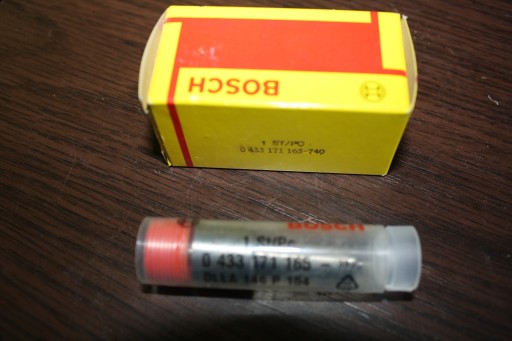 BOSCH
1 ST/PC
0 433 171 165-740
BOSCH
1 St/Pc
0 433 171 165 -
DLLA 146 P 164